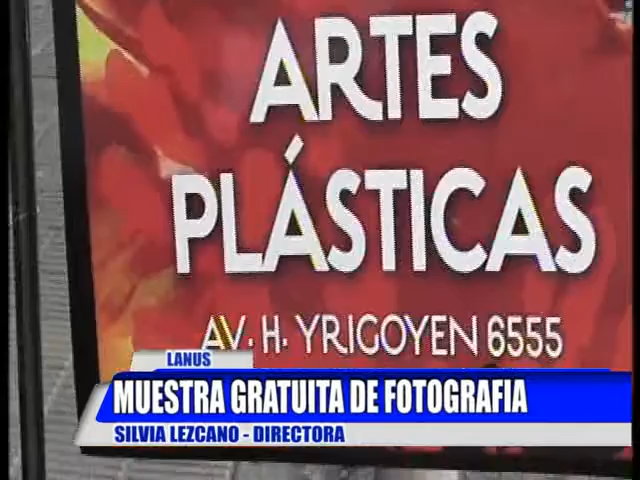 ARTES
PLÁSTICAS
AV. H. YRIGOYEN 6555
LANUS
MUESTRA GRATUITA DE FOTOGRAFIA
SILVIA LEZCANO - DIRECTORA